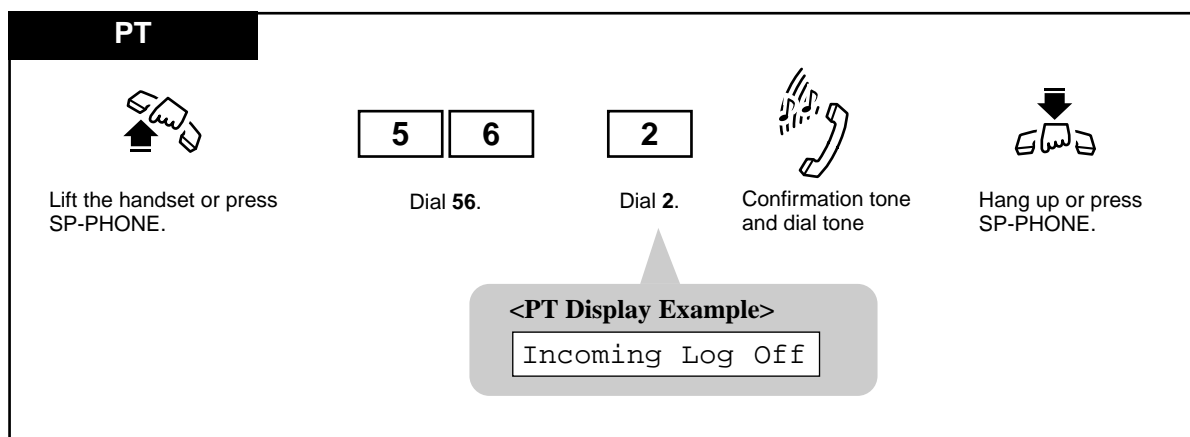 PT
5 6 2
Lift the handset or press
SP-PHONE.
Dial 56.
Dial 2.
Confirmation tone
and dial tone
Hang up or press
SP-PHONE.
<PT Display Example>
Incoming Log Off